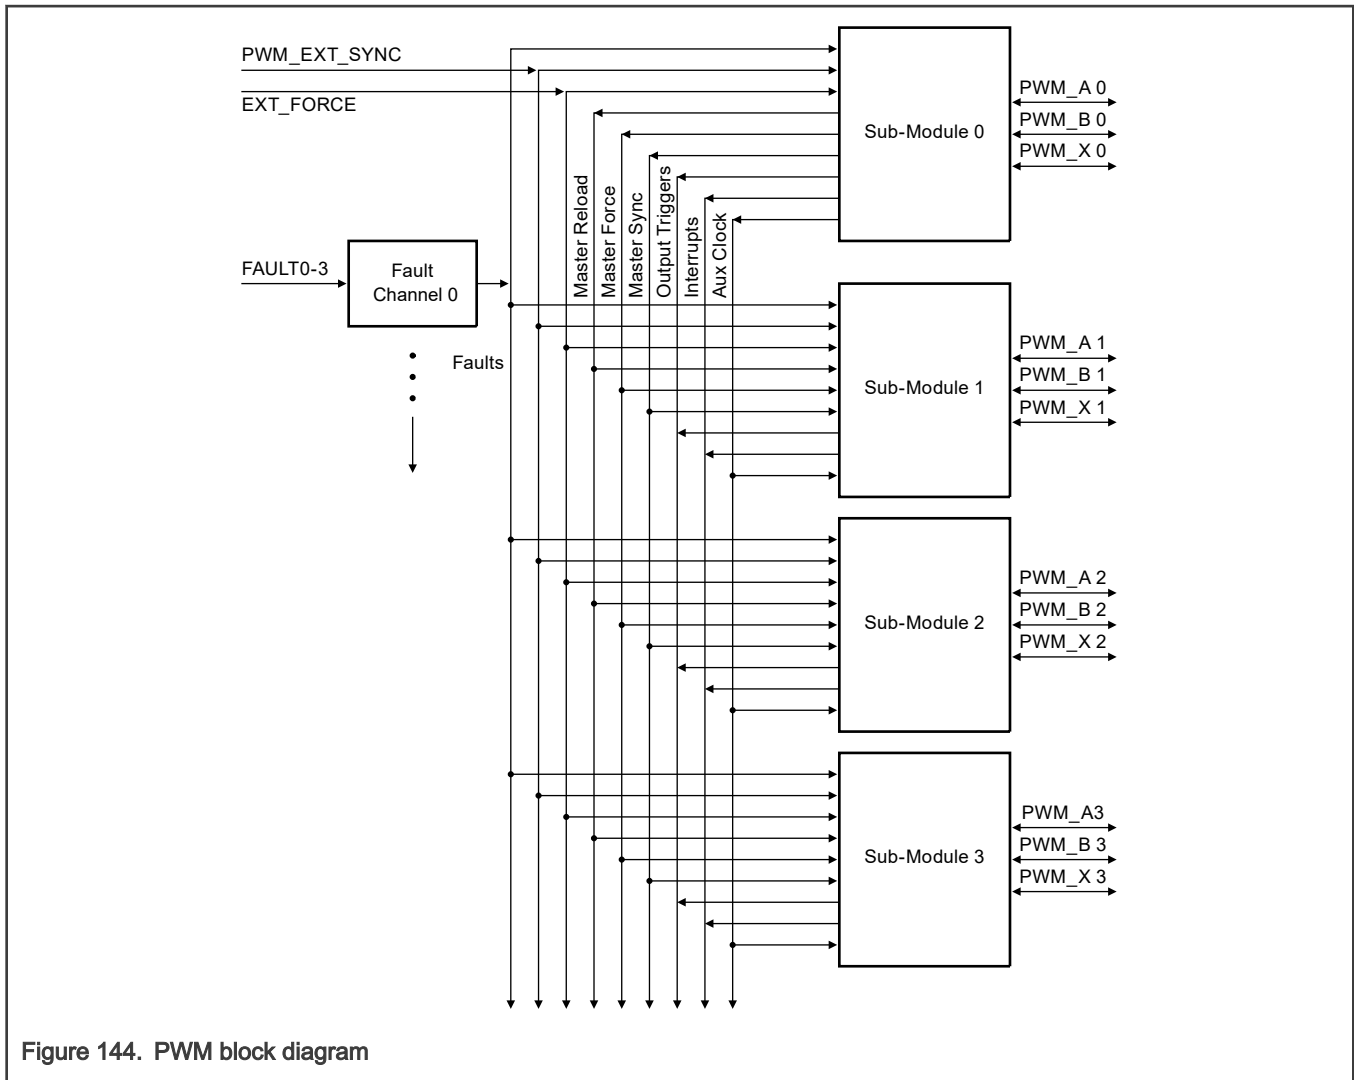 PWM_EXT_SYNC
EXT_FORCE
Sub-Module 0
PWM_A 0
PWM_B 0
PWM_X 0
Master Reload
Master Force
Master Sync
Output Triggers
Interrupts
Aux Clock
FAULT0-3
Fault
Channel 0
Faults
Sub-Module 1
PWM_A 1
PWM_B 1
PWM_X 1
Sub-Module 2
PWM_A 2
PWM_B 2
PWM_X 2
Sub-Module 3
PWM_A3
PWM_B 3
PWM_X 3
Figure 144. PWM block diagram